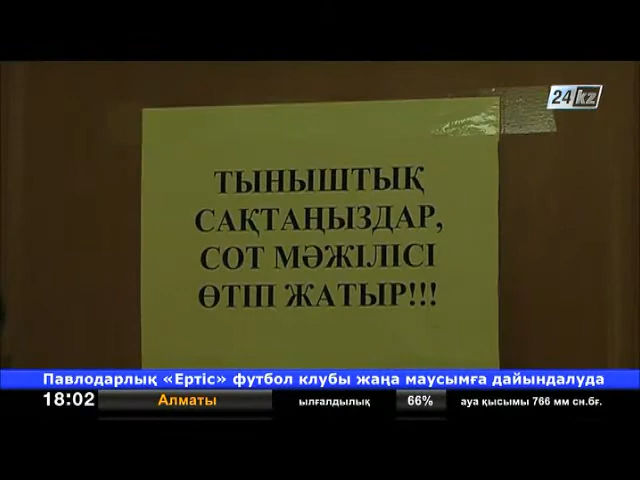 24kz
ТЫНЫШТЫҚ
САҚТАҢЫЗДАР,
СОТ МӘЖІЛІСІ
ӨТІП ЖАТЫР!!!
Павлодарлық «Ертіс» футбол клубы жаңа маусымға дайындалуда
18:02 Алматы ылғалдылық 66% ауа қысымы 766 мм сн.бғ.